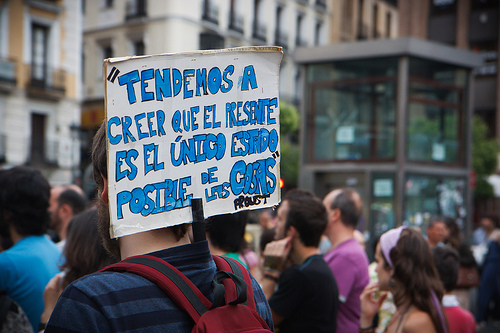 "TENDEMOS A
CREER QUE EL PRESENTE
ES EL ÚNICO ESTADO
POSIBLE DE LAS COSAS"
PROUST